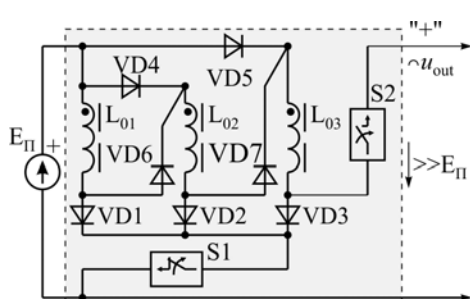 "+"
VD4
VD5
∩u_out
S2
L_01
L_02
L_03
E_П
+
VD6
VD7
>>E_П
VD1
VD2
VD3
S1